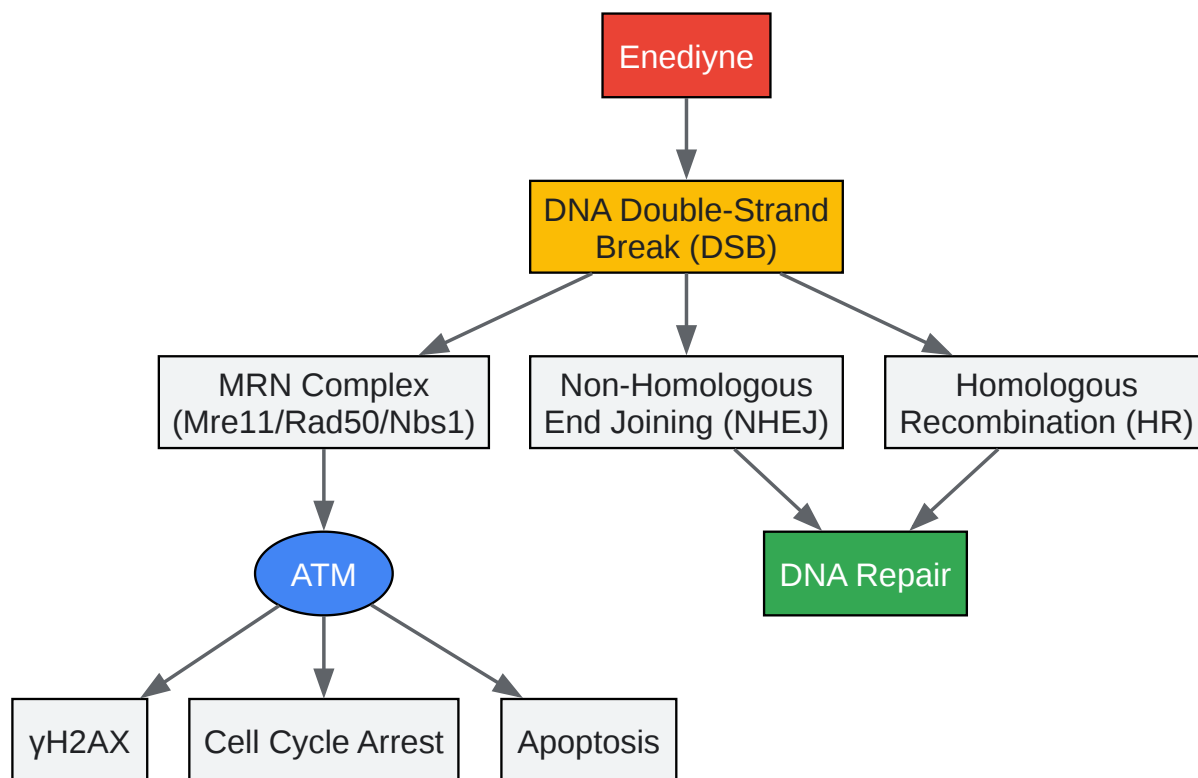 Enediyne
DNA Double-Strand
Break (DSB)
MRN Complex
(Mre11/Rad50/Nbs1)
Non-Homologous
End Joining (NHEJ)
Homologous
Recombination (HR)
ATM
DNA Repair
γH2AX
Cell Cycle Arrest
Apoptosis